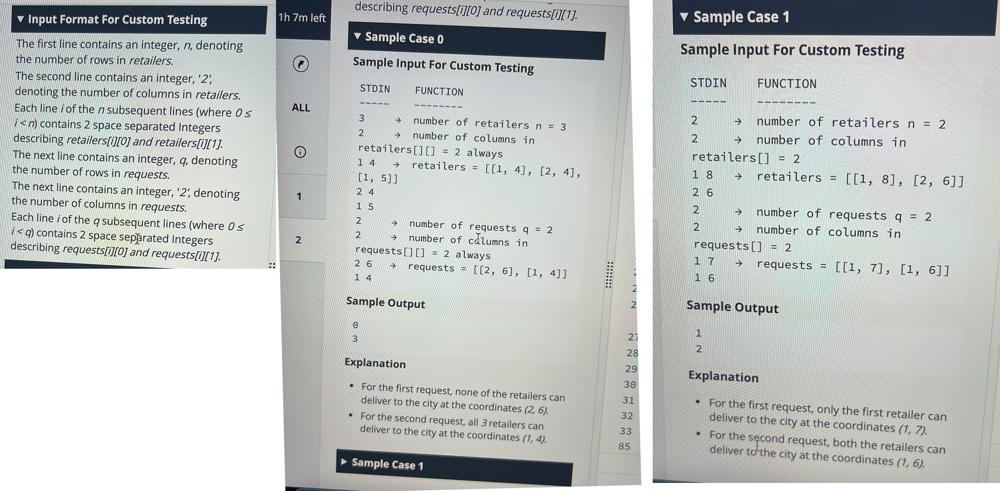 ▼ Input Format For Custom Testing
The first line contains an integer, n, denoting
the number of rows in retailers.
The second line contains an integer, '2',
denoting the number of columns in retailers.
Each line i of the n subsequent lines (where 0 ≤
i < n) contains 2 space separated Integers
describing retailers[i][0] and retailers[i][1].
The next line contains an integer, q, denoting
the number of rows in requests.
The next line contains an integer, '2', denoting
the number of columns in requests.
Each line i of the q subsequent lines (where 0 ≤
i < q) contains 2 space separated Integers
describing requests[i][0] and requests[i][1].
1h 7m left
ALL
1
2
describing requests[i][0] and requests[i][1].
▼ Sample Case 0
Sample Input For Custom Testing
STDIN FUNCTION
----- --------
3 → number of retailers n = 3
2 → number of columns in
retailers[][] = 2 always
1 4 → retailers = [[1, 4], [2, 4],
[1, 5]]
2 4
1 5
2 → number of requests q = 2
2 → number of columns in
requests[][] = 2 always
2 6 → requests = [[2, 6], [1, 4]]
1 4
Sample Output
0
3
Explanation
• For the first request, none of the retailers can
deliver to the city at the coordinates (2, 6).
• For the second request, all 3 retailers can
deliver to the city at the coordinates (1, 4).
▶ Sample Case 1
2
2
27
28
29
30
31
32
33
85
▼ Sample Case 1
Sample Input For Custom Testing
STDIN FUNCTION
----- --------
2 → number of retailers n = 2
2 → number of columns in
retailers[] = 2
1 8 → retailers = [[1, 8], [2, 6]]
2 6
2 → number of requests q = 2
2 → number of columns in
requests[] = 2
1 7 → requests = [[1, 7], [1, 6]]
1 6
Sample Output
1
2
Explanation
• For the first request, only the first retailer can
deliver to the city at the coordinates (1, 7).
• For the second request, both the retailers can
deliver to the city at the coordinates (1, 6).